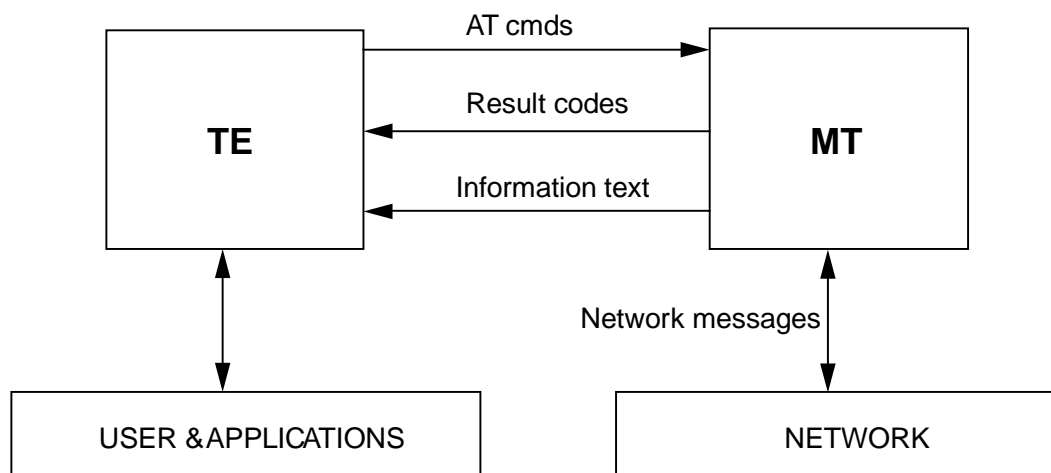 AT cmds
Result codes
TE
MT
Information text
Network messages
USER & APPLICATIONS
NETWORK